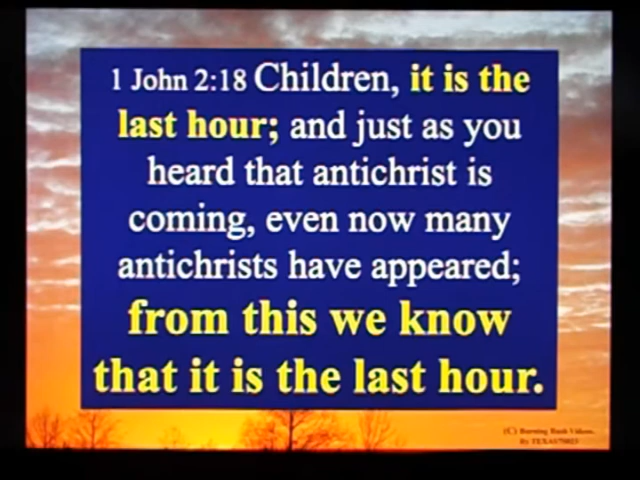 1 John 2:18 Children, it is the
last hour; and just as you
heard that antichrist is
coming, even now many
antichrists have appeared;
from this we know
that it is the last hour.
(C) Burning Bush Videos.
By TEXAS70023